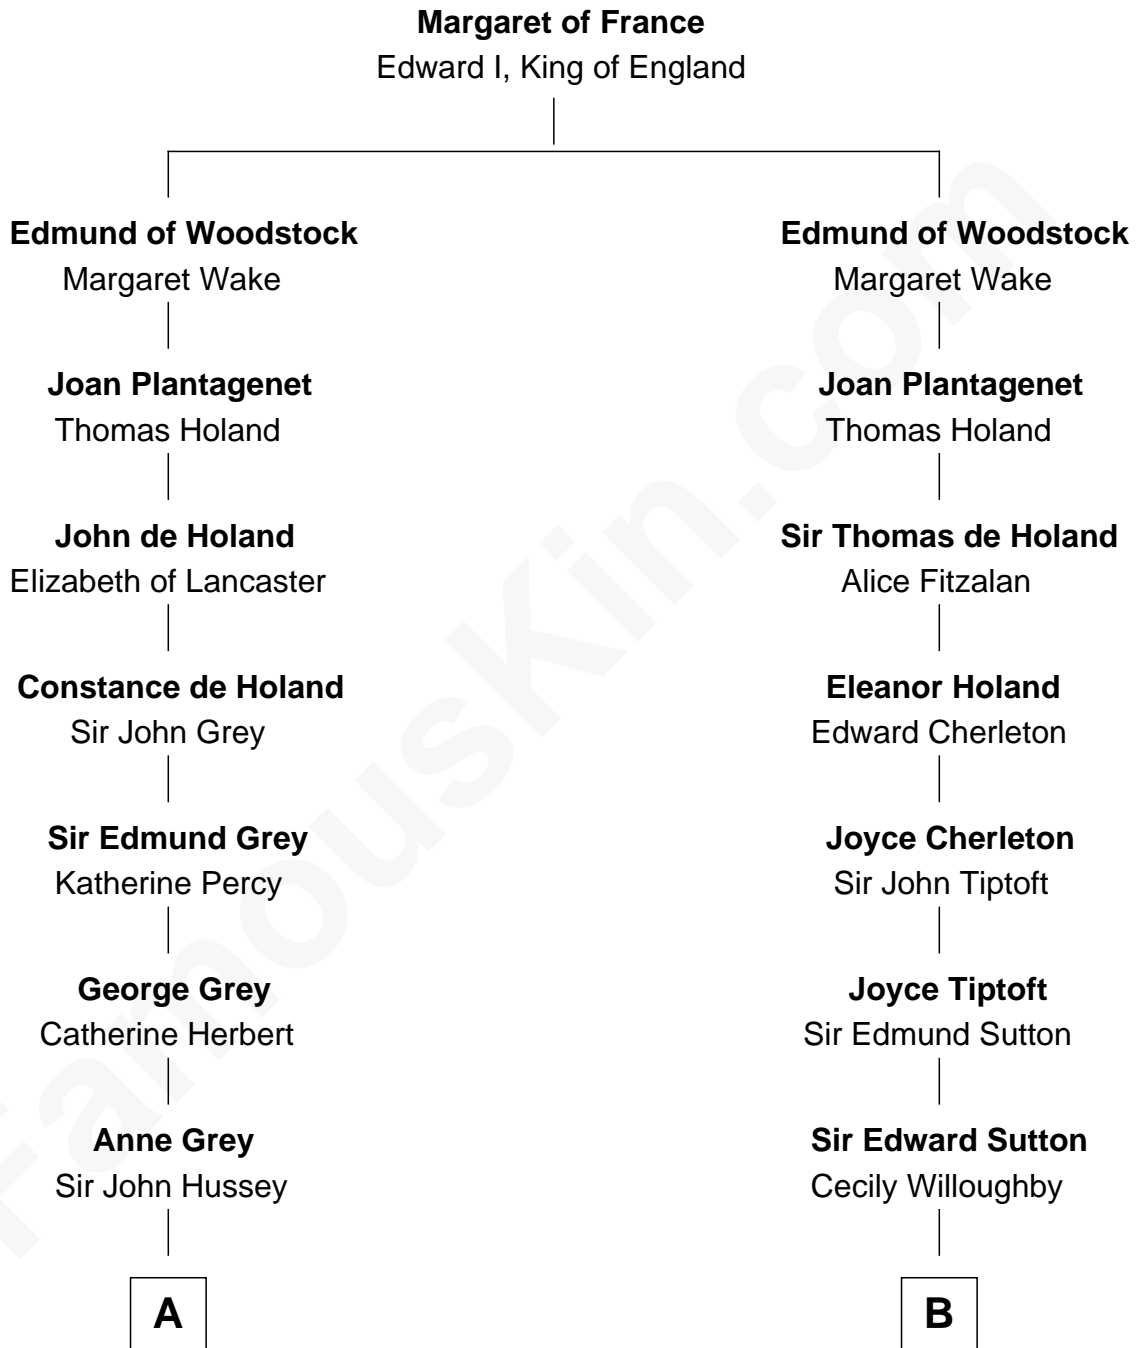 Margaret of France
Edward I, King of England
Edmund of Woodstock
Margaret Wake
Edmund of Woodstock
Margaret Wake
Joan Plantagenet
Thomas Holand
Joan Plantagenet
Thomas Holand
John de Holand
Elizabeth of Lancaster
Sir Thomas de Holand
Alice Fitzalan
Constance de Holand
Sir John Grey
Eleanor Holand
Edward Cherleton
Sir Edmund Grey
Katherine Percy
Joyce Cherleton
Sir John Tiptoft
George Grey
Catherine Herbert
Joyce Tiptoft
Sir Edmund Sutton
Anne Grey
Sir John Hussey
Sir Edward Sutton
Cecily Willoughby
A
B
FamousKin.com